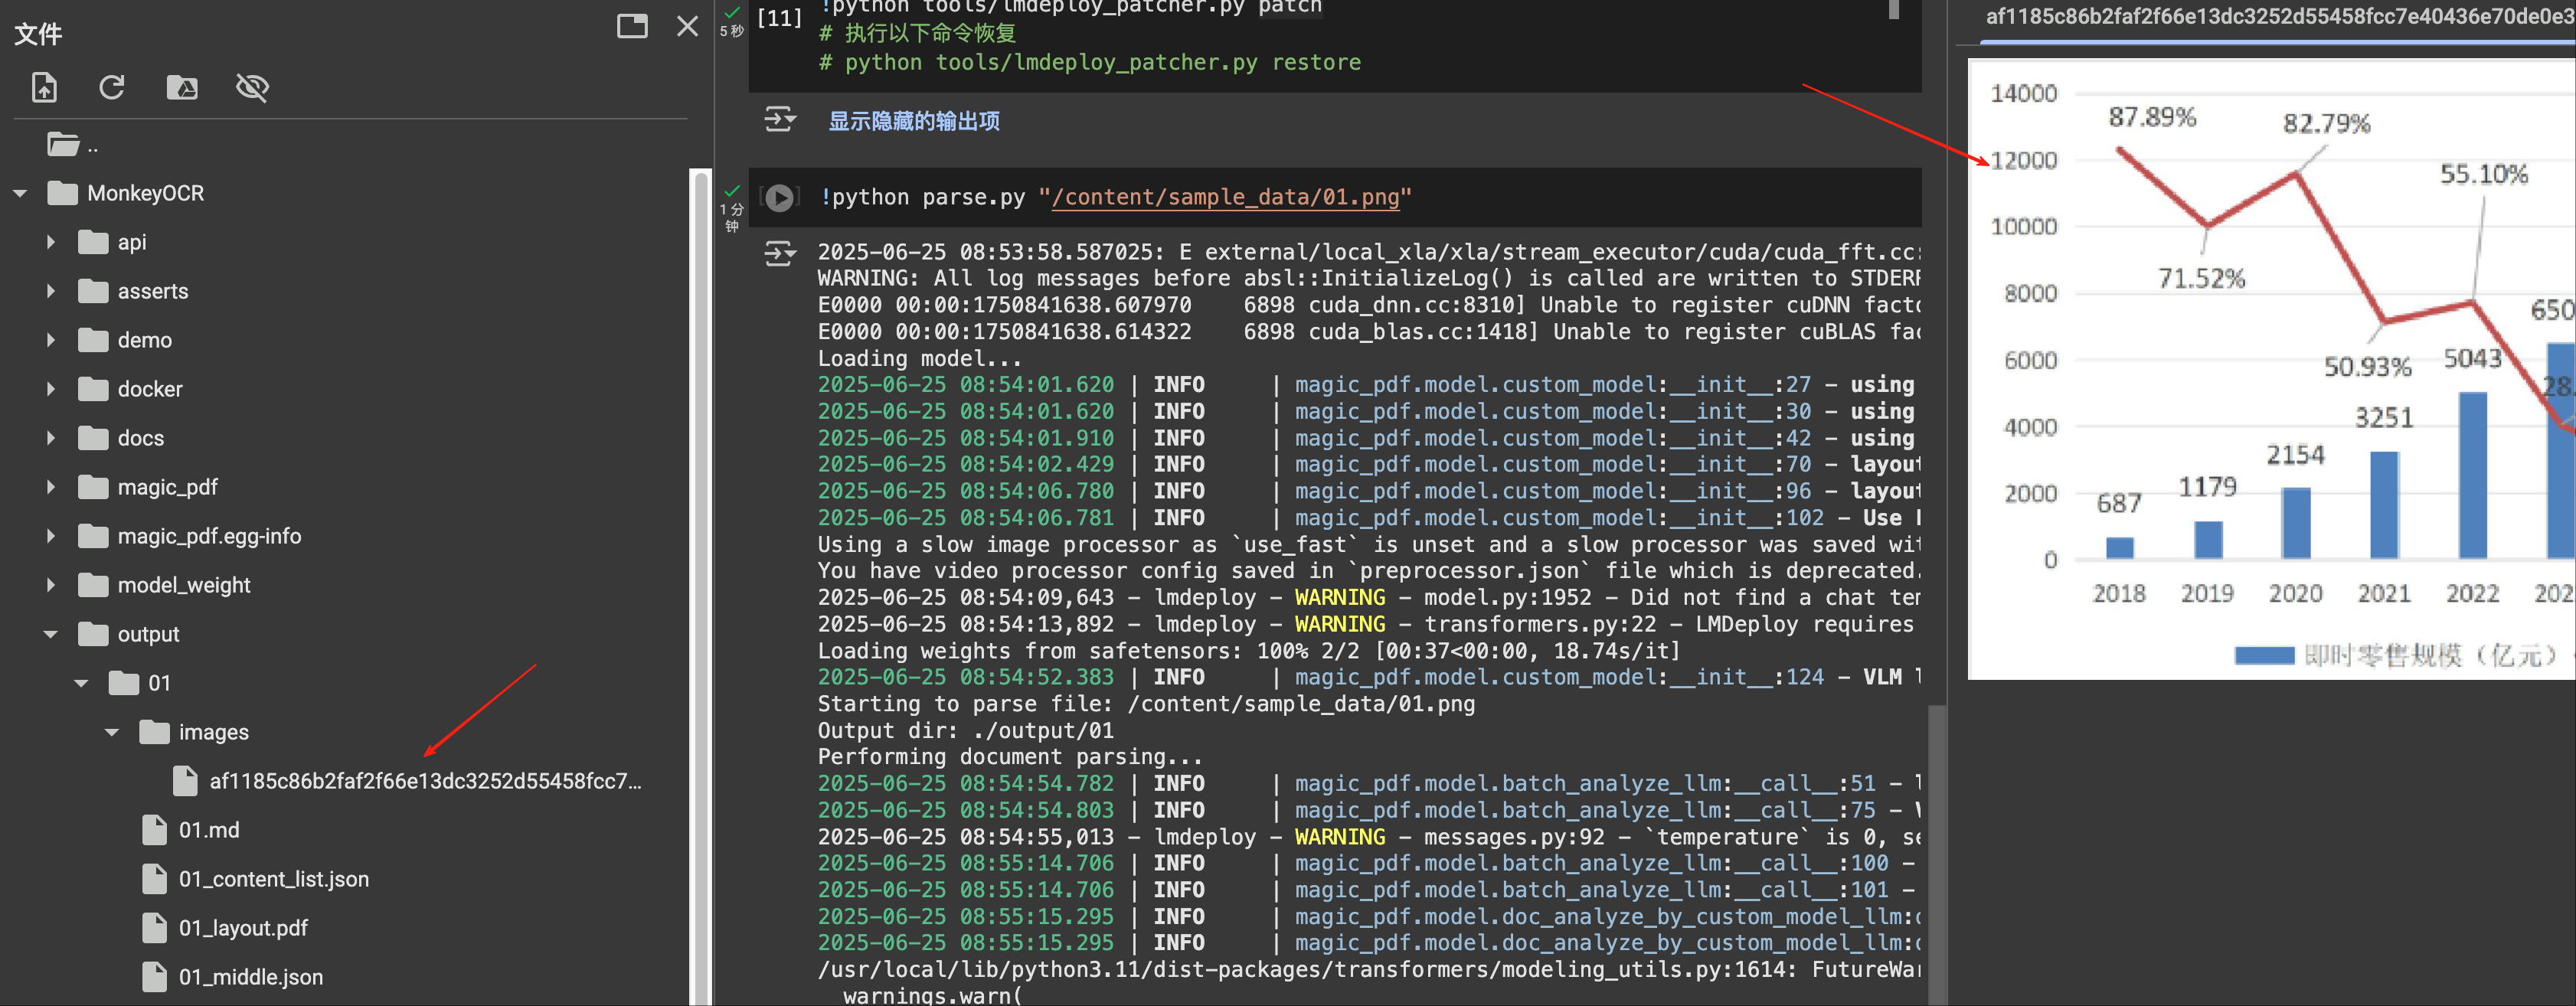 文件
..
MonkeyOCR
api
asserts
demo
docker
docs
magic_pdf
magic_pdf.egg-info
model_weight
output
01
images
af1185c86b2faf2f66e13dc3252d55458fcc7...
01.md
01_content_list.json
01_layout.pdf
01_middle.json
5 秒
[11]
!python tools/lmdeploy_patcher.py patch
# 执行以下命令恢复
# python tools/lmdeploy_patcher.py restore
显示隐藏的输出项
1 分
钟
!python parse.py "/content/sample_data/01.png"
2025-06-25 08:53:58.587025: E external/local_xla/xla/stream_executor/cuda/cuda_fft.cc:
WARNING: All log messages before absl::InitializeLog() is called are written to STDERR
E0000 00:00:1750841638.607970    6898 cuda_dnn.cc:8310] Unable to register cuDNN facto
E0000 00:00:1750841638.614322    6898 cuda_blas.cc:1418] Unable to register cuBLAS fac
Loading model...
2025-06-25 08:54:01.620 | INFO     | magic_pdf.model.custom_model:__init__:27 - using
2025-06-25 08:54:01.620 | INFO     | magic_pdf.model.custom_model:__init__:30 - using
2025-06-25 08:54:01.910 | INFO     | magic_pdf.model.custom_model:__init__:42 - using
2025-06-25 08:54:02.429 | INFO     | magic_pdf.model.custom_model:__init__:70 - layout
2025-06-25 08:54:06.780 | INFO     | magic_pdf.model.custom_model:__init__:96 - layout
2025-06-25 08:54:06.781 | INFO     | magic_pdf.model.custom_model:__init__:102 - Use
Using a slow image processor as `use_fast` is unset and a slow processor was saved wit
You have video processor config saved in `preprocessor.json` file which is deprecated.
2025-06-25 08:54:09,643 - lmdeploy - WARNING - model.py:1952 - Did not find a chat tem
2025-06-25 08:54:13,892 - lmdeploy - WARNING - transformers.py:22 - LMDeploy requires
Loading weights from safetensors: 100% 2/2 [00:37<00:00, 18.74s/it]
2025-06-25 08:54:52.383 | INFO     | magic_pdf.model.custom_model:__init__:124 - VLM
Starting to parse file: /content/sample_data/01.png
Output dir: ./output/01
Performing document parsing...
2025-06-25 08:54:54.782 | INFO     | magic_pdf.model.batch_analyze_llm:__call__:51 -
2025-06-25 08:54:54.803 | INFO     | magic_pdf.model.batch_analyze_llm:__call__:75 -
2025-06-25 08:54:55,013 - lmdeploy - WARNING - messages.py:92 - `temperature` is 0, se
2025-06-25 08:55:14.706 | INFO     | magic_pdf.model.batch_analyze_llm:__call__:100 -
2025-06-25 08:55:14.706 | INFO     | magic_pdf.model.batch_analyze_llm:__call__:101 -
2025-06-25 08:55:15.295 | INFO     | magic_pdf.model.doc_analyze_by_custom_model_llm:
2025-06-25 08:55:15.295 | INFO     | magic_pdf.model.doc_analyze_by_custom_model_llm:
/usr/local/lib/python3.11/dist-packages/transformers/modeling_utils.py:1614: FutureWar
warnings.warn(
af1185c86b2faf2f66e13dc3252d55458fcc7e40436e70de0e3
14000
12000
10000
8000
6000
4000
2000
0
87.89%
82.79%
55.10%
71.52%
50.93%
650
5043
28.
3251
2154
1179
687
2018 2019 2020 2021 2022 202
即时零售规模（亿元）